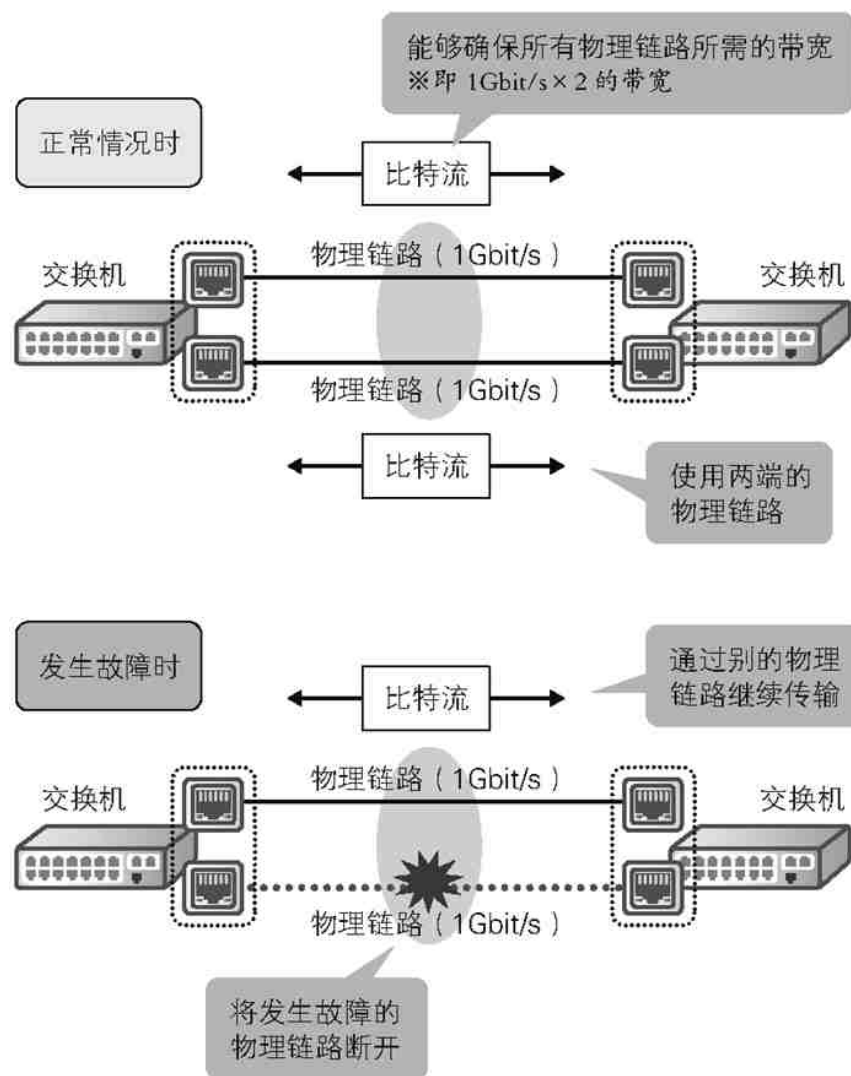 能够确保所有物理链路所需的带宽
※即 1Gbit/s×2 的带宽
正常情况时
比特流
物理链路（1Gbit/s）
交换机
交换机
物理链路（1Gbit/s）
比特流
使用两端的
物理链路
发生故障时
比特流
通过别的物理
链路继续传输
物理链路（1Gbit/s）
交换机
交换机
物理链路（1Gbit/s）
将发生故障的
物理链路断开